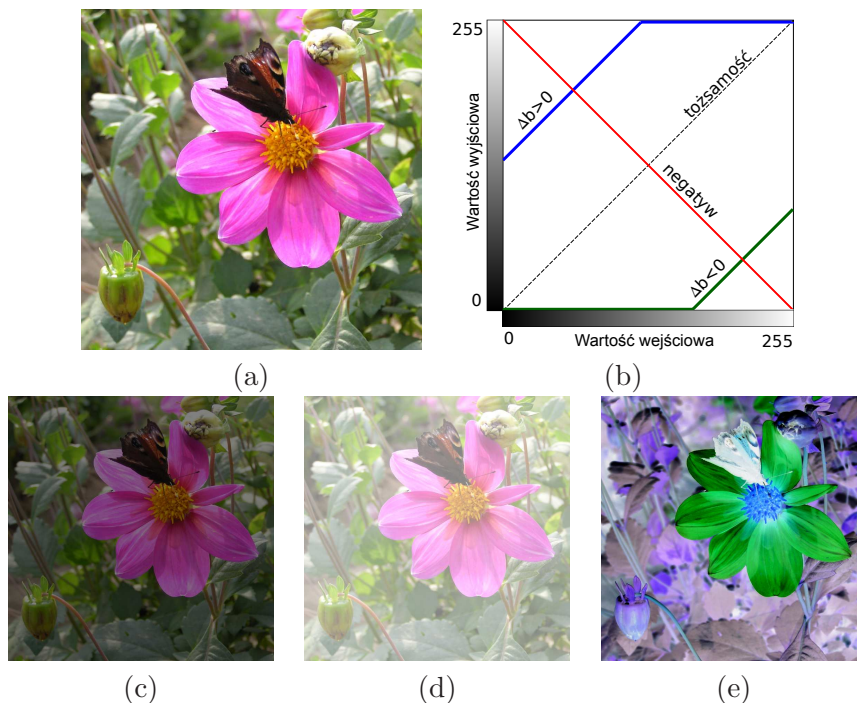 255
Wartość wyjściowa
0
Δb>0
tożsamość
negatyw
Δb<0
0
Wartość wejściowa
255
(a)
(b)
(c)
(d)
(e)